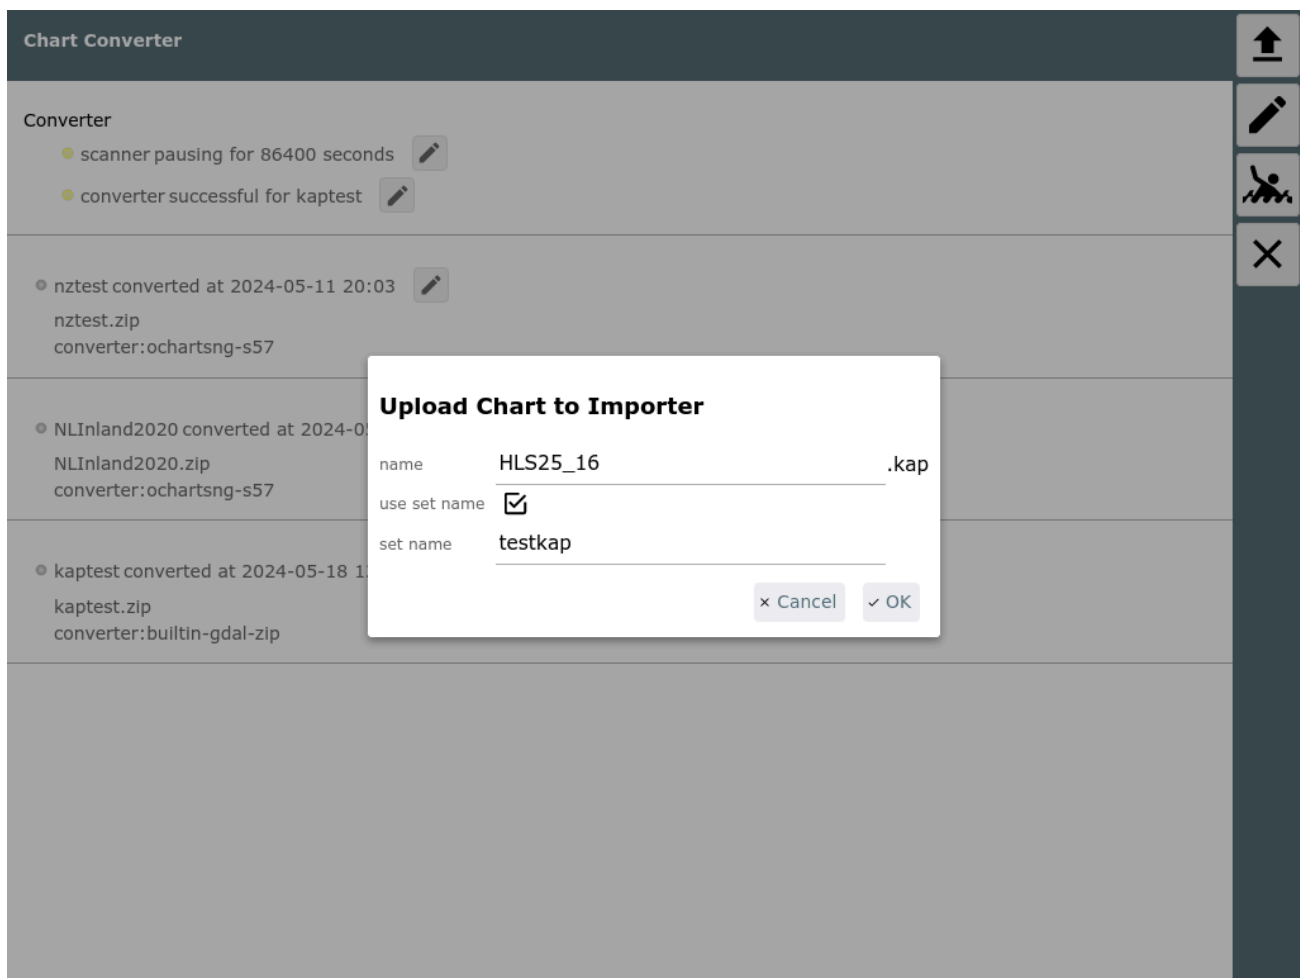 Chart Converter
Converter
scanner pausing for 86400 seconds
converter successful for kaptest
nztest converted at 2024-05-11 20:03
nztest.zip
converter:ochartsng-s57
NLInland2020 converted at 2024-0
NLInland2020.zip
converter:ochartsng-s57
kaptest converted at 2024-05-18 1
kaptest.zip
converter:builtin-gdal-zip
Upload Chart to Importer
name HLS25_16 .kap
use set name
set name testkap
× Cancel ✓ OK